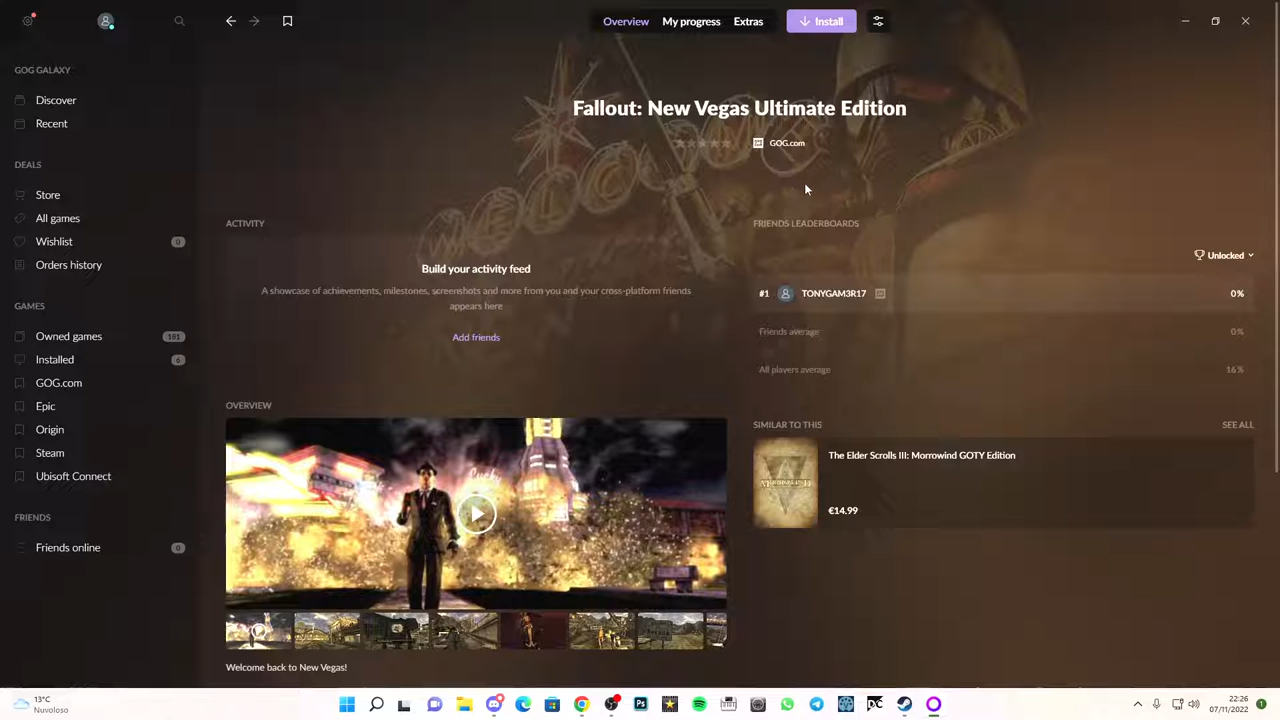 Overview My progress Extras Install
GOG GALAXY
Discover
Recent
DEALS
Store
All games
Wishlist 0
Orders history
GAMES
Owned games 181
Installed 6
GOG.com
Epic
Origin
Steam
Ubisoft Connect
FRIENDS
Friends online 0
Fallout: New Vegas Ultimate Edition
GOG.com
ACTIVITY
Build your activity feed
A showcase of achievements, milestones, screenshots and more from you and your cross-platform friends
appears here
Add friends
OVERVIEW
Lucky
Welcome back to New Vegas!
FRIENDS LEADERBOARDS
Unlocked
#1 TONYGAM3R17 0%
Friends average 0%
All players average 16%
SIMILAR TO THIS SEE ALL
MORROWIND
The Elder Scrolls III: Morrowind GOTY Edition
€14.99
13°C
Nuvoloso
Ps
DC
22:26
07/11/2022
1